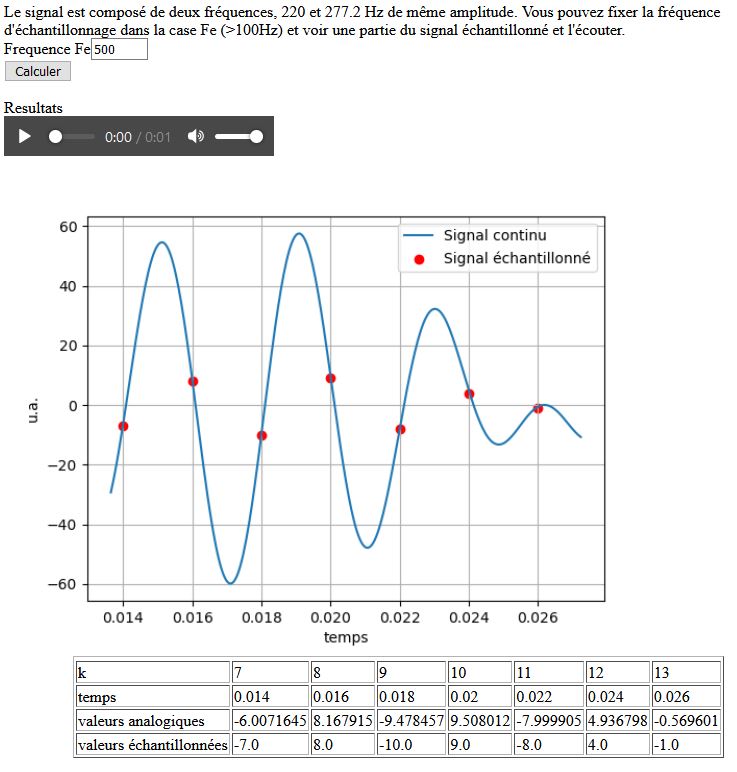 Le signal est composé de deux fréquences, 220 et 277.2 Hz de même amplitude. Vous pouvez fixer la fréquence
d'échantillonnage dans la case Fe (>100Hz) et voir une partie du signal échantillonné et l'écouter.
Frequence Fe 500
Calculer
Resultats
0:00 / 0:01
Signal continu
Signal échantillonné
60
40
20
0
−20
−40
−60
u.a.
0.014 0.016 0.018 0.020 0.022 0.024 0.026
temps
k 7 8 9 10 11 12 13
temps 0.014 0.016 0.018 0.02 0.022 0.024 0.026
valeurs analogiques -6.0071645 8.167915 -9.478457 9.508012 -7.999905 4.936798 -0.569601
valeurs échantillonnées -7.0 8.0 -10.0 9.0 -8.0 4.0 -1.0